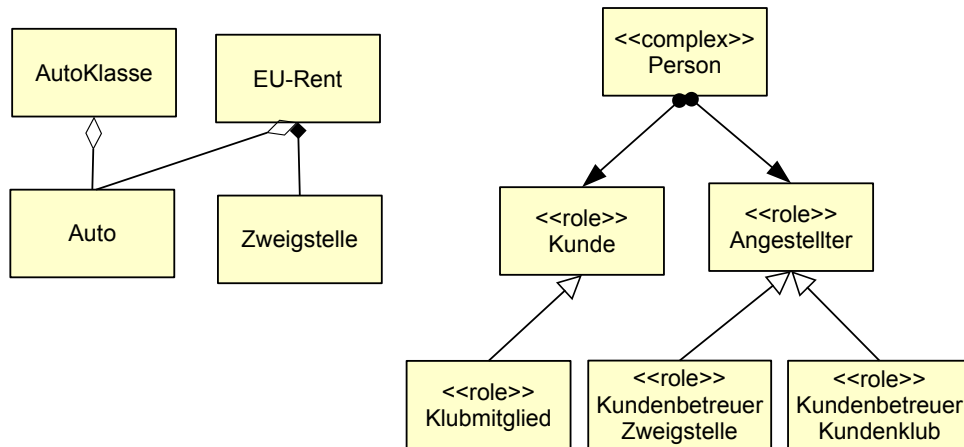 AutoKlasse
EU-Rent
Auto
Zweigstelle
<<complex>>
Person
<<role>>
Kunde
<<role>>
Angestellter
<<role>>
Klubmitglied
<<role>>
Kundenbetreuer
Zweigstelle
<<role>>
Kundenbetreuer
Kundenklub